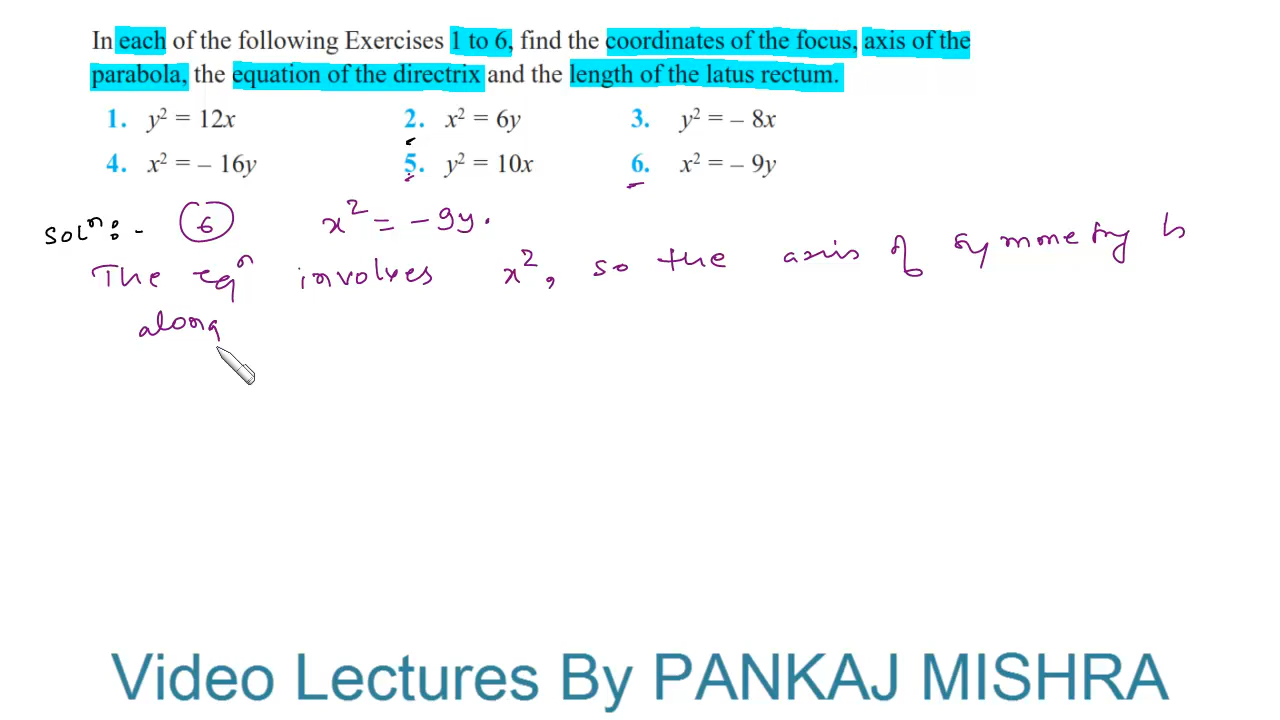 In each of the following Exercises 1 to 6, find the coordinates of the focus, axis of the
parabola, the equation of the directrix and the length of the latus rectum.
1. y² = 12x 2. x² = 6y 3. y² = – 8x
4. x² = – 16y 5. y² = 10x 6. x² = – 9y
Solⁿ:- 6 x² = -9y.
The eqⁿ involves x², so the axis of symmetry is
along
Video Lectures By PANKAJ MISHRA